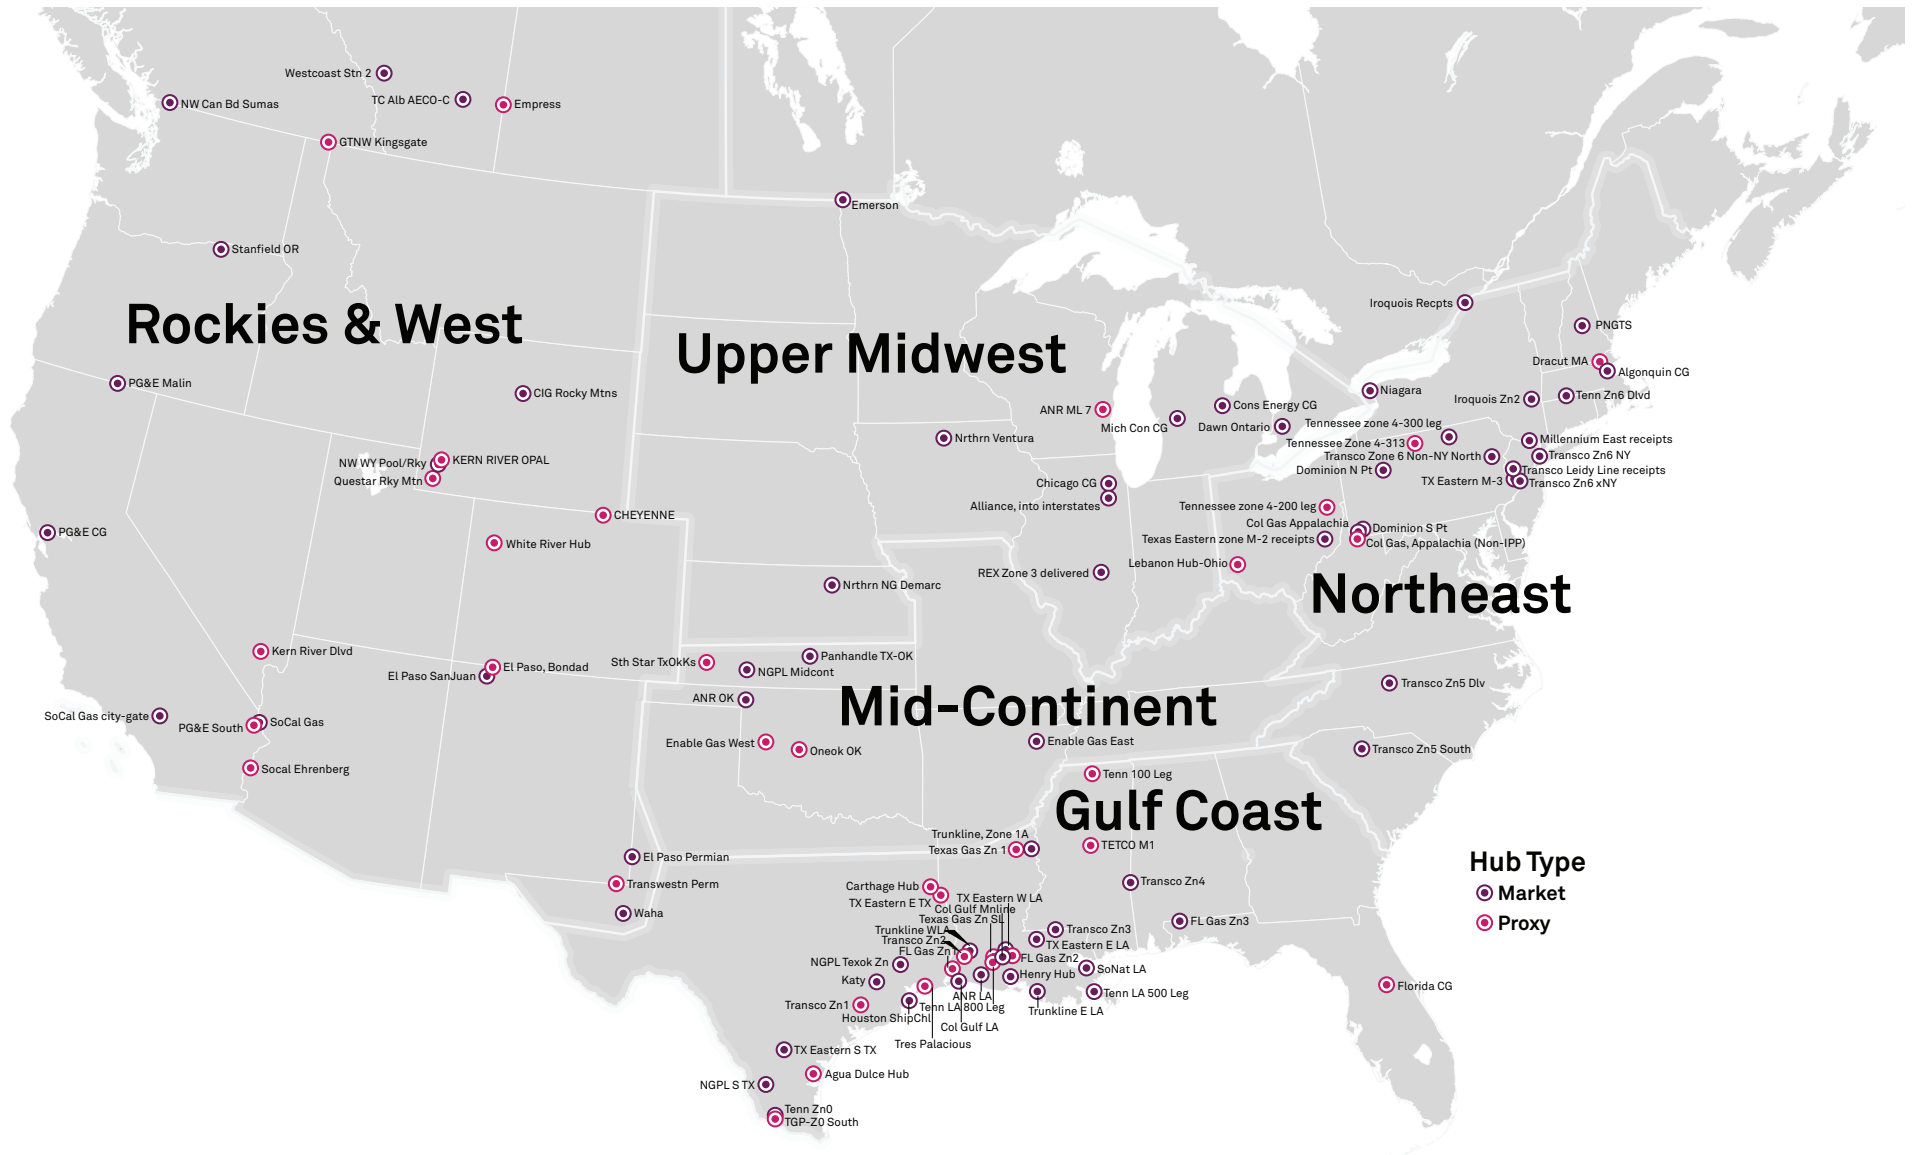 Westcoast Stn 2
NW Can Bd Sumas
TC Alb AECO-C
Empress
GTNW Kingsgate
Emerson
Stanfield OR
Rockies & West
Upper Midwest
Iroquois Recpts
PNGTS
Dracut MA
Algonquin CG
PG&E Malin
CIG Rocky Mtns
Niagara
Iroquois Zn2
Tenn Zn6 Dlvd
ANR ML 7
Cons Energy CG
Mich Con CG
Dawn Ontario
Tennessee zone 4-300 leg
Nrthrn Ventura
Tennessee Zone 4-313
Millennium East receipts
Transco Zone 6 Non-NY North
Transco Zn6 NY
NW WY Pool/Rky
KERN RIVER OPAL
Dominion N Pt
Transco Leidy Line receipts
Questar Rky Mtn
Chicago CG
TX Eastern M-3
Transco Zn6 xNY
Alliance, into interstates
Tennessee zone 4-200 leg
CHEYENNE
Col Gas Appalachia
Dominion S Pt
PG&E CG
White River Hub
Texas Eastern zone M-2 receipts
Col Gas, Appalachia (Non-IPP)
Lebanon Hub-Ohio
REX Zone 3 delivered
Nrthrn NG Demarc
Northeast
Kern River Dlvd
El Paso SanJuan
El Paso, Bondad
Sth Star TxOkKs
Panhandle TX-OK
NGPL Midcont
Transco Zn5 Dlv
ANR OK
Mid-Continent
SoCal Gas city-gate
PG&E South
SoCal Gas
Enable Gas West
Oneok OK
Enable Gas East
Transco Zn5 South
Socal Ehrenberg
Tenn 100 Leg
Gulf Coast
Trunkline, Zone 1A
Texas Gas Zn 1
TETCO M1
El Paso Permian
Transwestn Perm
Waha
Carthage Hub
TX Eastern E TX
TX Eastern W LA
Col Gulf Mnline
Texas Gas Zn SL
Transco Zn4
Trunkline WLA
Transco Zn2
FL Gas Zn1
Transco Zn3
TX Eastern E LA
FL Gas Zn3
FL Gas Zn2
NGPL Texok Zn
Henry Hub
SoNat LA
Katy
ANR LA
Tenn LA 500 Leg
Transco Zn1
Tenn LA 800 Leg
Houston ShipChl
Trunkline E LA
Col Gulf LA
Tres Palacious
Florida CG
TX Eastern S TX
Agua Dulce Hub
NGPL S TX
Tenn Zn0
TGP-Z0 South
Hub Type
Market
Proxy